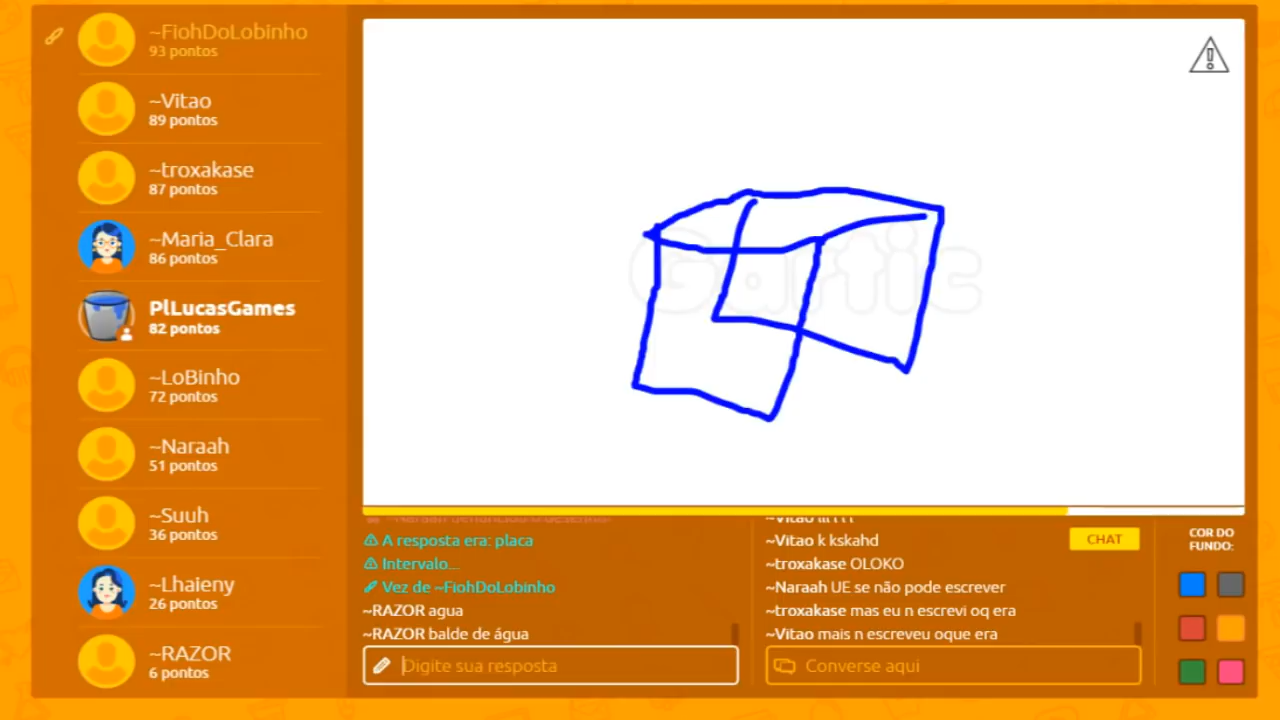 ~FiohDoLobinho
93 pontos
~Vitao
89 pontos
~troxakase
87 pontos
~Maria_Clara
86 pontos
PlLucasGames
82 pontos
~LoBinho
72 pontos
~Naraah
51 pontos
~Suuh
36 pontos
~Lhaieny
26 pontos
~RAZOR
6 pontos
Gartic
A resposta era: placa
Intervalo...
Vez de ~FiohDoLobinho
~RAZOR agua
~RAZOR balde de água
Digite sua resposta
~Vitao k kskahd
~troxakase OLOKO
~Naraah UE se não pode escrever
~troxakase mas eu n escrevi oq era
~Vitao mais n escreveu oque era
Converse aqui
CHAT
COR DO
FUNDO: